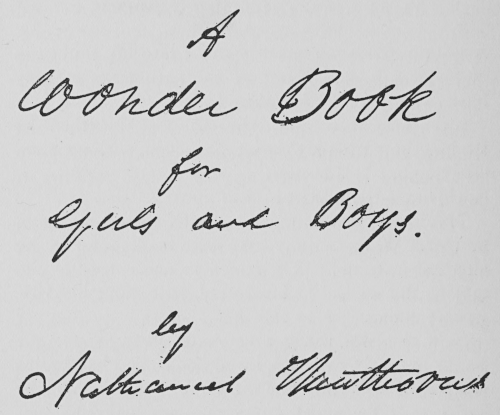 A
Wonder Book
for
Girls and Boys.
by
Nathaniel Hawthorne